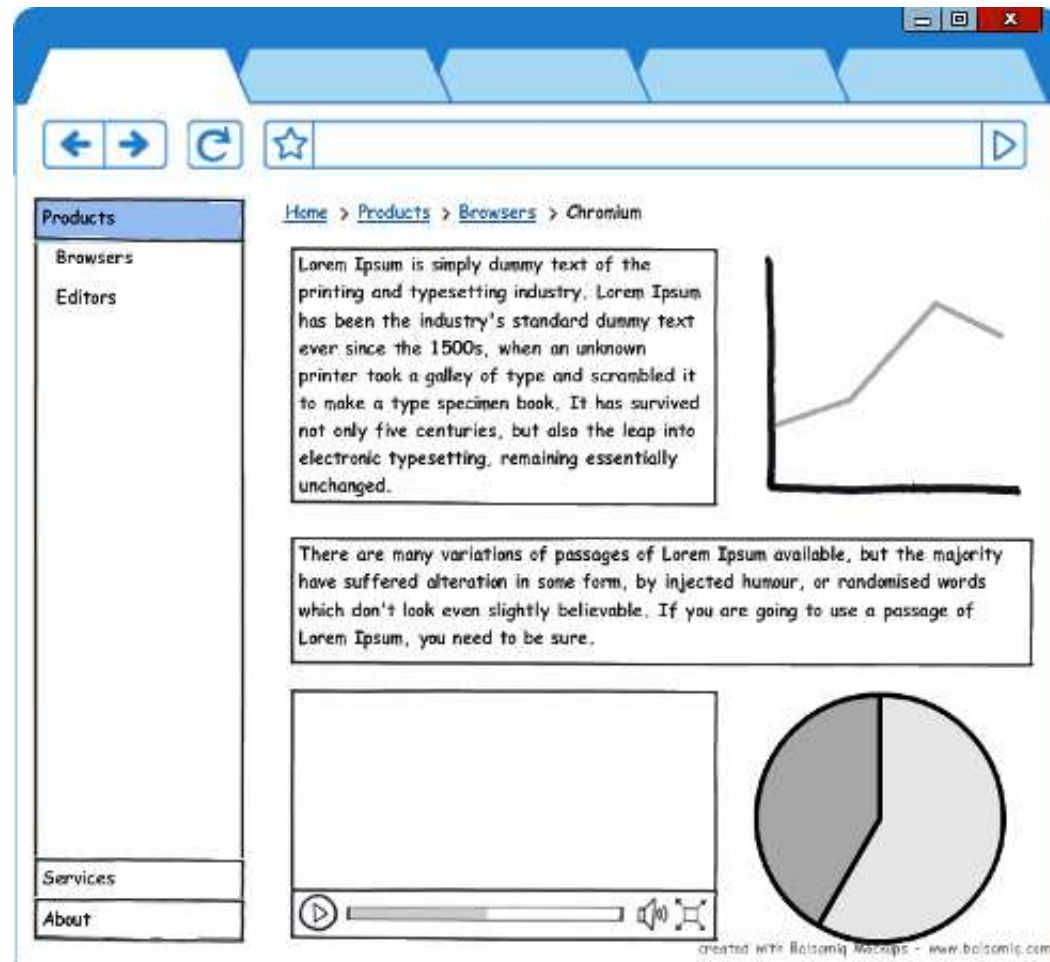 X
Products
Browsers
Editors
Services
About
Home > Products > Browsers > Chromium
Lorem Ipsum is simply dummy text of the
printing and typesetting industry. Lorem Ipsum
has been the industry's standard dummy text
ever since the 1500s, when an unknown
printer took a galley of type and scrambled it
to make a type specimen book. It has survived
not only five centuries, but also the leap into
electronic typesetting, remaining essentially
unchanged.
There are many variations of passages of Lorem Ipsum available, but the majority
have suffered alteration in some form, by injected humour, or randomised words
which don't look even slightly believable. If you are going to use a passage of
Lorem Ipsum, you need to be sure.
created with Balsamiq Mockups - www.balsamiq.com